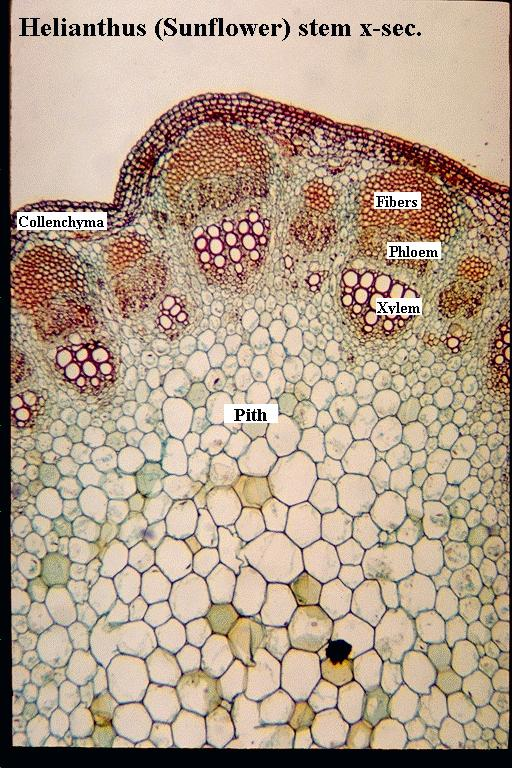 Helianthus (Sunflower) stem x-sec.
Fibers
Collenchyma
Phloem
Xylem
Pith